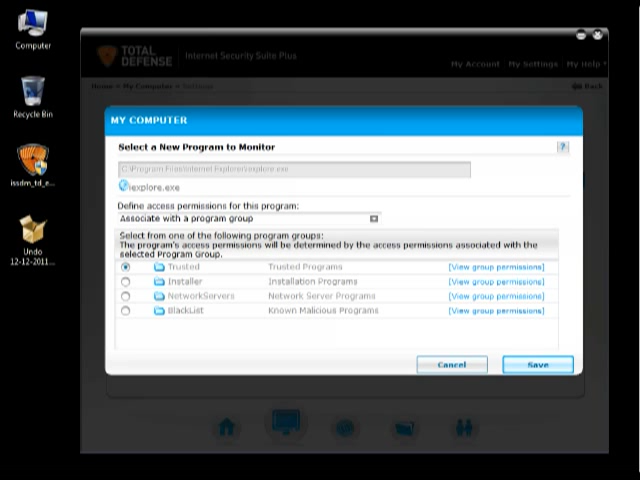 Computer
Recycle Bin
issdm_td_e...
Undo
12-12-2011...
TOTAL DEFENSE Internet Security Suite Plus
My Account My Settings My Help
Home > My Computer > Settings
Back
MY COMPUTER
Select a New Program to Monitor
?
C:\Program Files\Internet Explorer\iexplore.exe
iexplore.exe
Define access permissions for this program:
Associate with a program group
Select from one of the following program groups:
The program's access permissions will be determined by the access permissions associated with the
selected Program Group.
Trusted Trusted Programs [View group permissions]
Installer Installation Programs [View group permissions]
NetworkServers Network Server Programs [View group permissions]
BlackList Known Malicious Programs [View group permissions]
Cancel Save